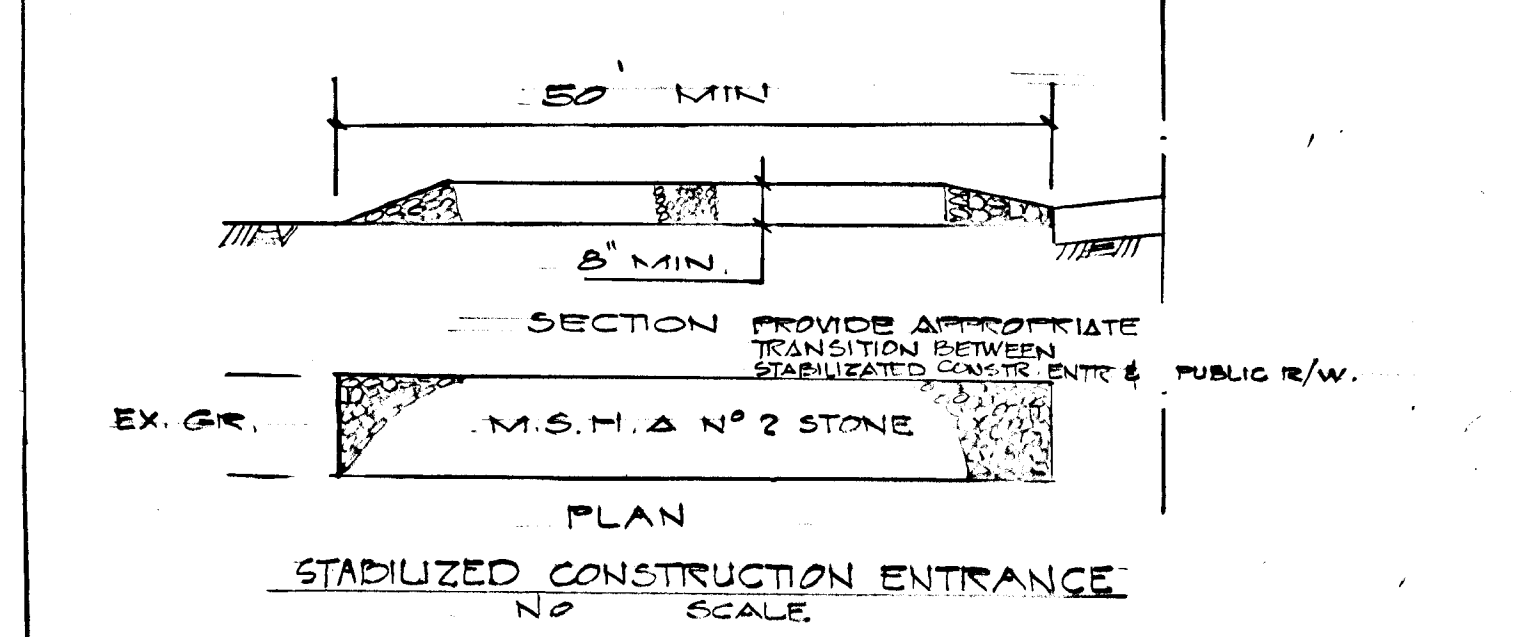 50' MIN
8" MIN.
SECTION
PROVIDE APPROPRIATE
TRANSITION BETWEEN
STABILIZATED CONSTR. ENTR & PUBLIC R/W.
EX. GR.
M.S.H.A Nº 2 STONE
PLAN
STABILIZED CONSTRUCTION ENTRANCE
NO SCALE.